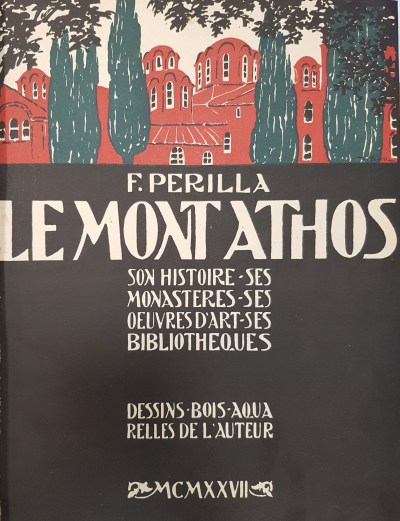 F. PERILLA
LE MONT ATHOS
SON HISTOIRE-SES
MONASTERES-SES
OEUVRES D'ART-SES
BIBLIOTHEQUES
DESSINS·BOIS·AQUA
RELLES DE L'AUTEUR
MCMXXVII